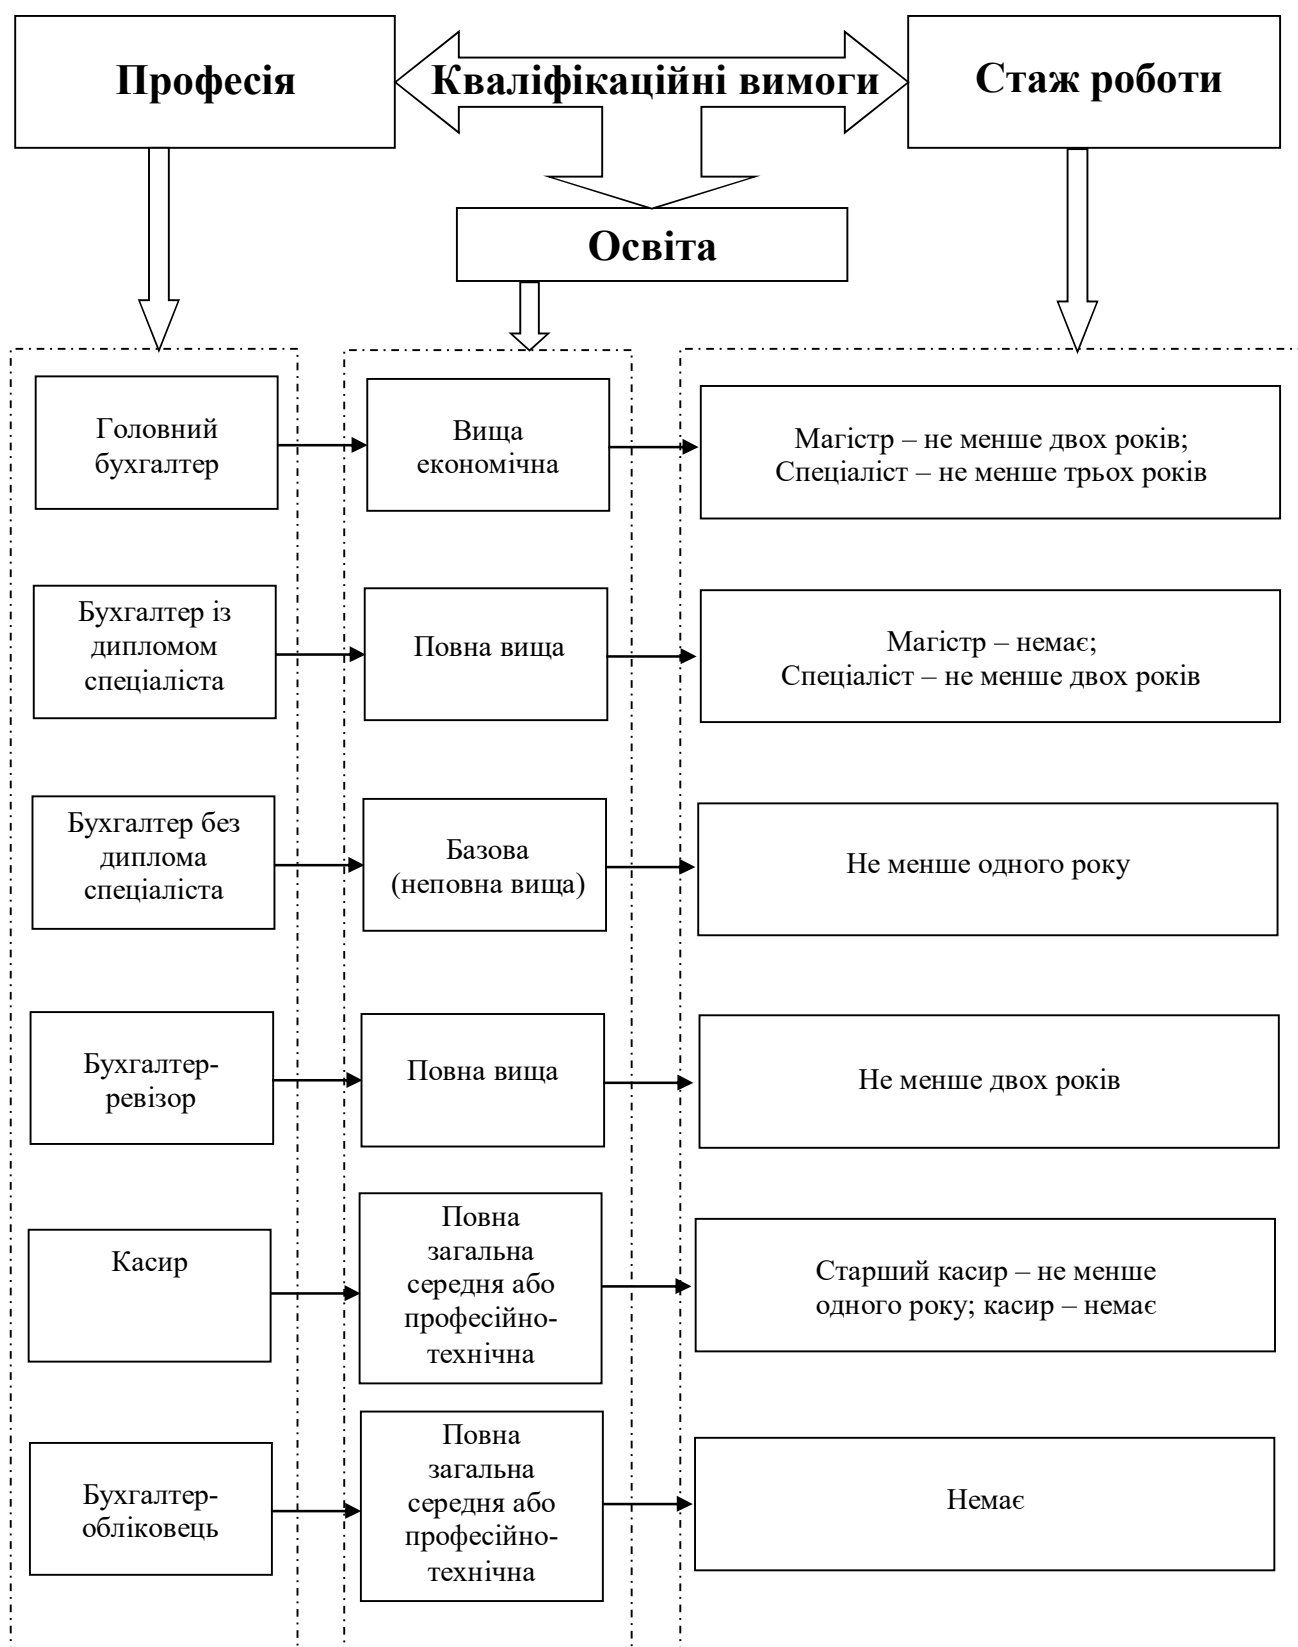 Професія
Кваліфікаційні вимоги
Стаж роботи
Освіта
Головний
бухгалтер
Вища
економічна
Магістр – не менше двох років;
Спеціаліст – не менше трьох років
Бухгалтер із
дипломом
спеціаліста
Повна вища
Магістр – немає;
Спеціаліст – не менше двох років
Бухгалтер без
диплома
спеціаліста
Базова
(неповна вища)
Не менше одного року
Бухгалтер-
ревізор
Повна вища
Не менше двох років
Касир
Повна
загальна
середня або
професійно-
технічна
Старший касир – не менше
одного року; касир – немає
Бухгалтер-
обліковець
Повна
загальна
середня або
професійно-
технічна
Немає